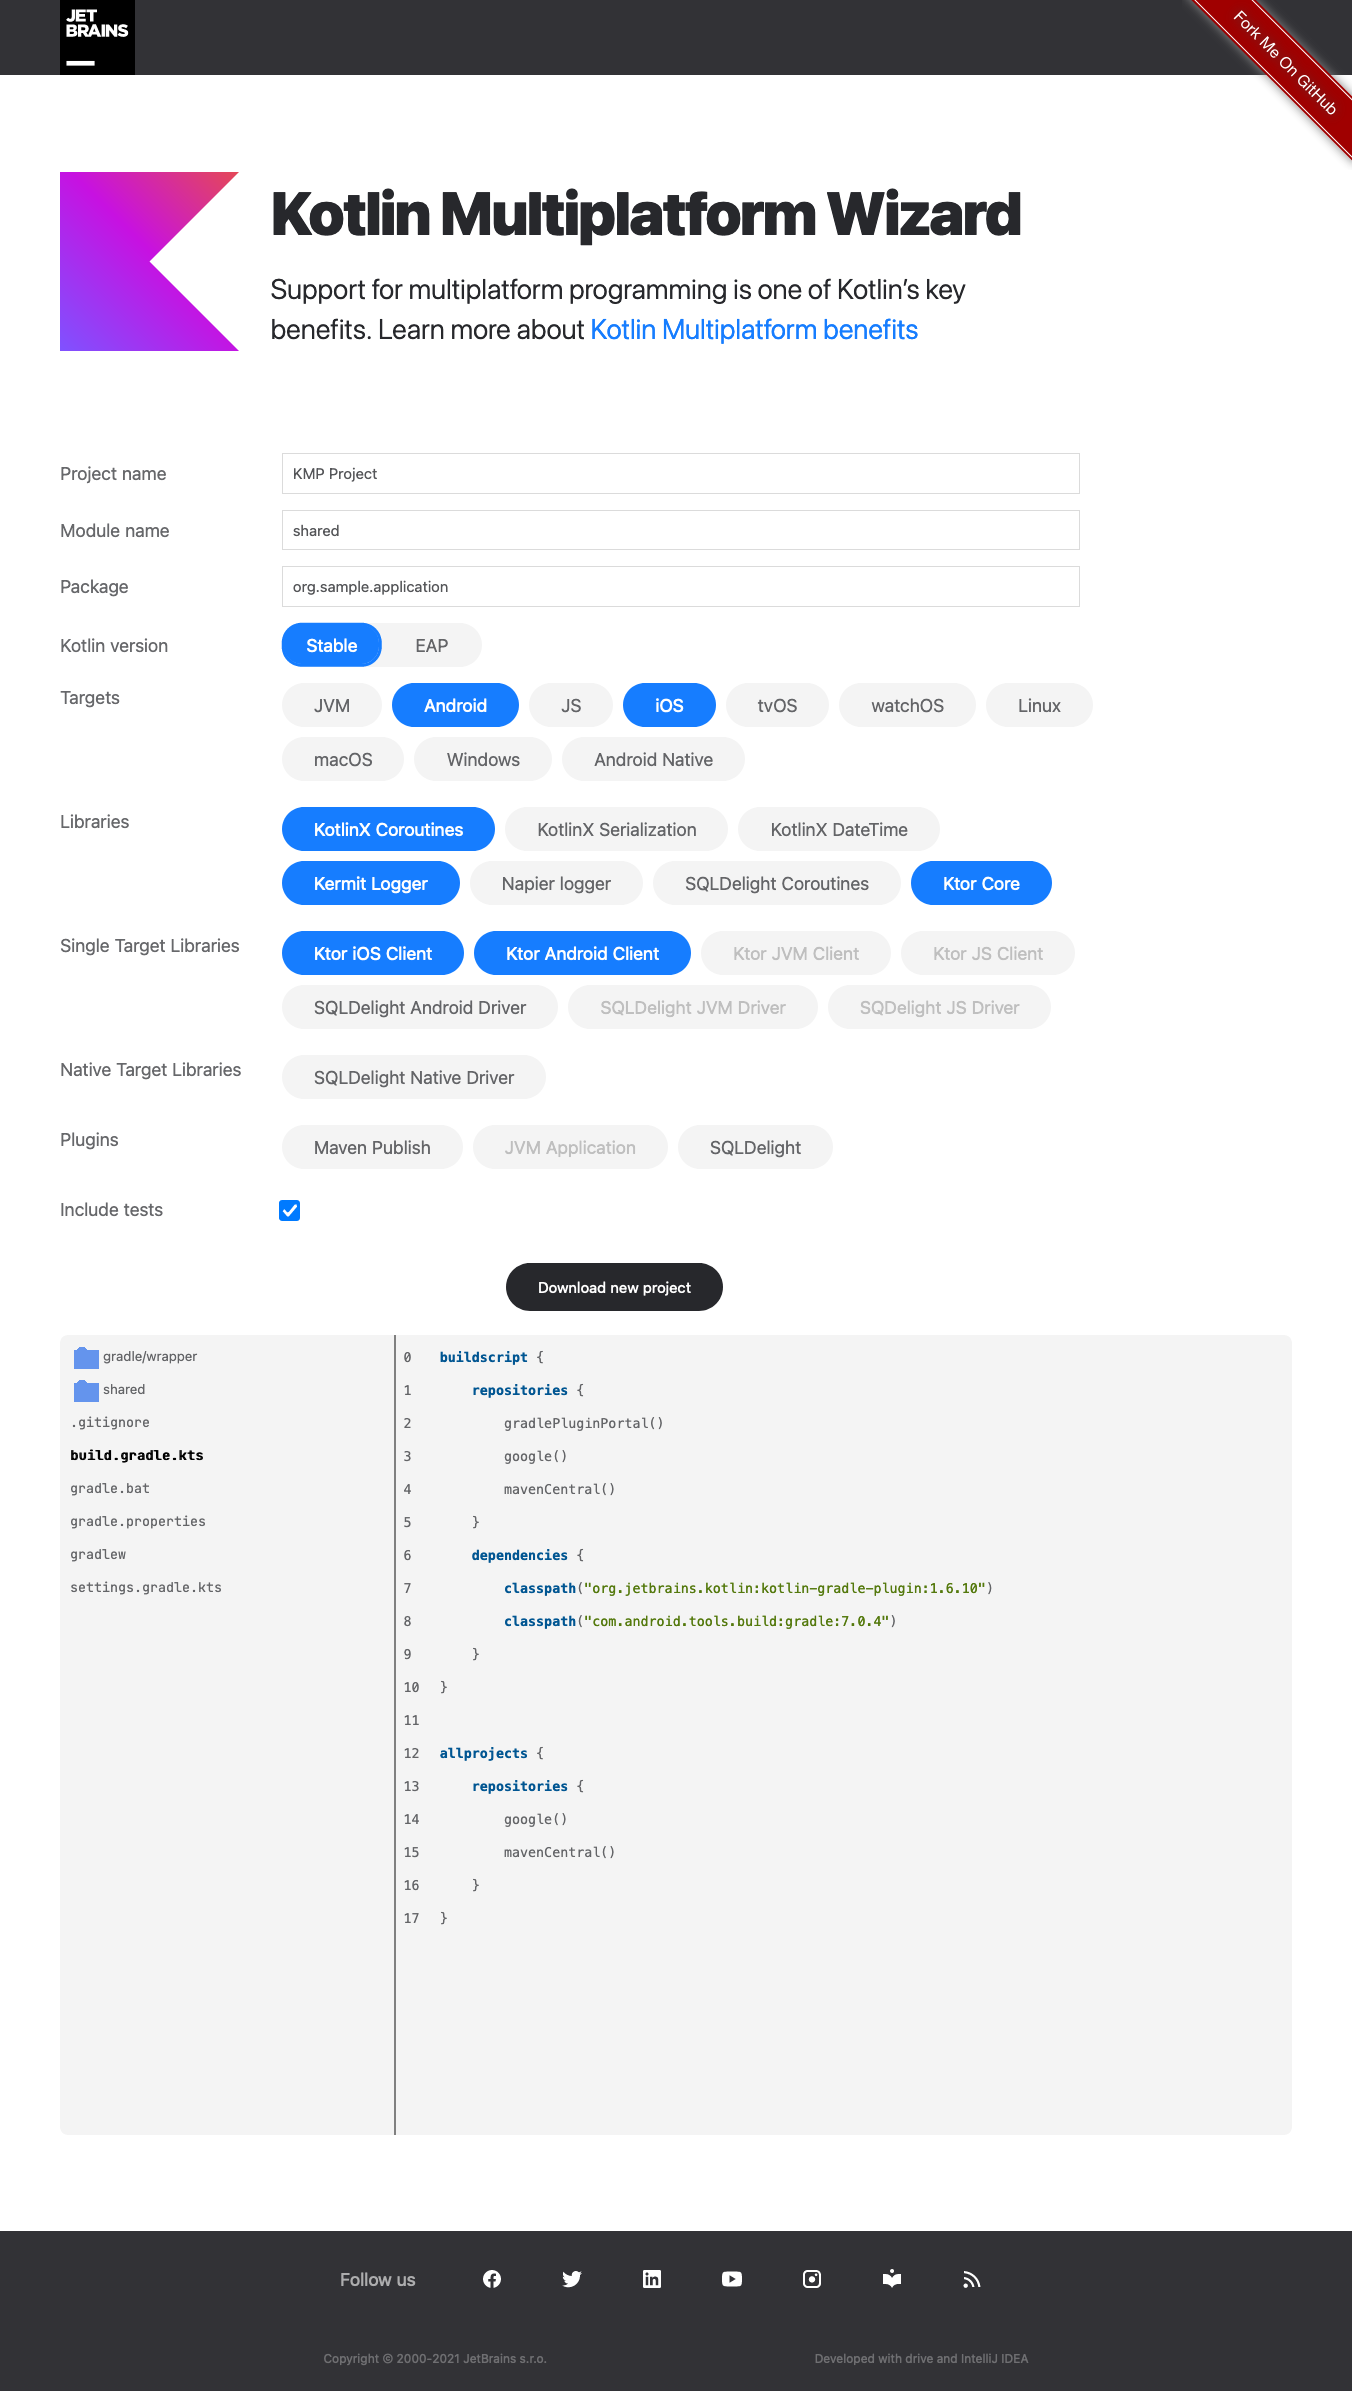 JET
BRAINS
Fork Me On GitHub
Kotlin Multiplatform Wizard
Support for multiplatform programming is one of Kotlin’s key
benefits. Learn more about Kotlin Multiplatform benefits
Project name
KMP Project
Module name
shared
Package
org.sample.application
Kotlin version
Stable EAP
Targets
JVM Android JS iOS tvOS watchOS Linux
macOS Windows Android Native
Libraries
KotlinX Coroutines KotlinX Serialization KotlinX DateTime
Kermit Logger Napier logger SQLDelight Coroutines Ktor Core
Single Target Libraries
Ktor iOS Client Ktor Android Client Ktor JVM Client Ktor JS Client
SQLDelight Android Driver SQLDelight JVM Driver SQDelight JS Driver
Native Target Libraries
SQLDelight Native Driver
Plugins
Maven Publish JVM Application SQLDelight
Include tests
Download new project
gradle/wrapper
shared
.gitignore
build.gradle.kts
gradle.bat
gradle.properties
gradlew
settings.gradle.kts
0 buildscript {
1 repositories {
2 gradlePluginPortal()
3 google()
4 mavenCentral()
5 }
6 dependencies {
7 classpath("org.jetbrains.kotlin:kotlin-gradle-plugin:1.6.10")
8 classpath("com.android.tools.build:gradle:7.0.4")
9 }
10 }
11
12 allprojects {
13 repositories {
14 google()
15 mavenCentral()
16 }
17 }
Follow us
Copyright © 2000-2021 JetBrains s.r.o.
Developed with drive and IntelliJ IDEA